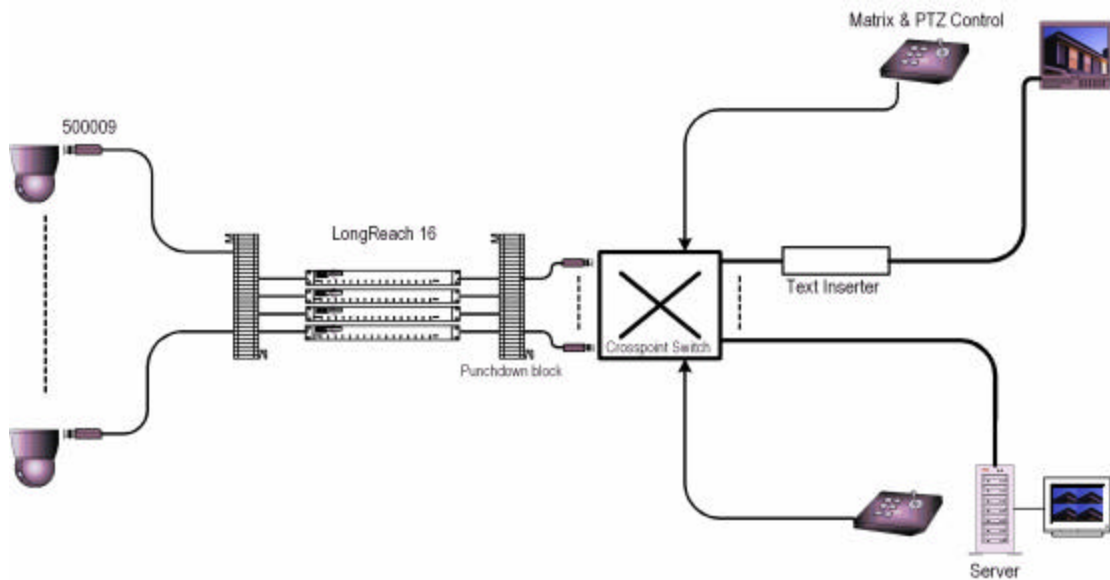 Matrix & PTZ Control
500009
LongReach 16
Text Inserter
Crosspoint Switch
Punchdown block
Server